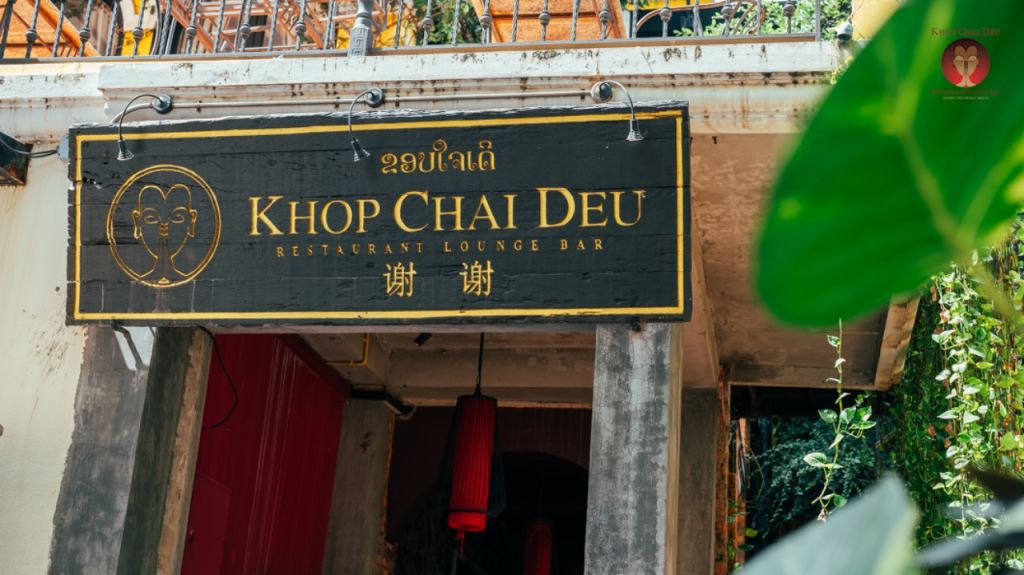 ຂອບໃຈເດີ
KHOP CHAI DEU
RESTAURANT LOUNGE BAR
谢 谢
KHOP CHAI DEU